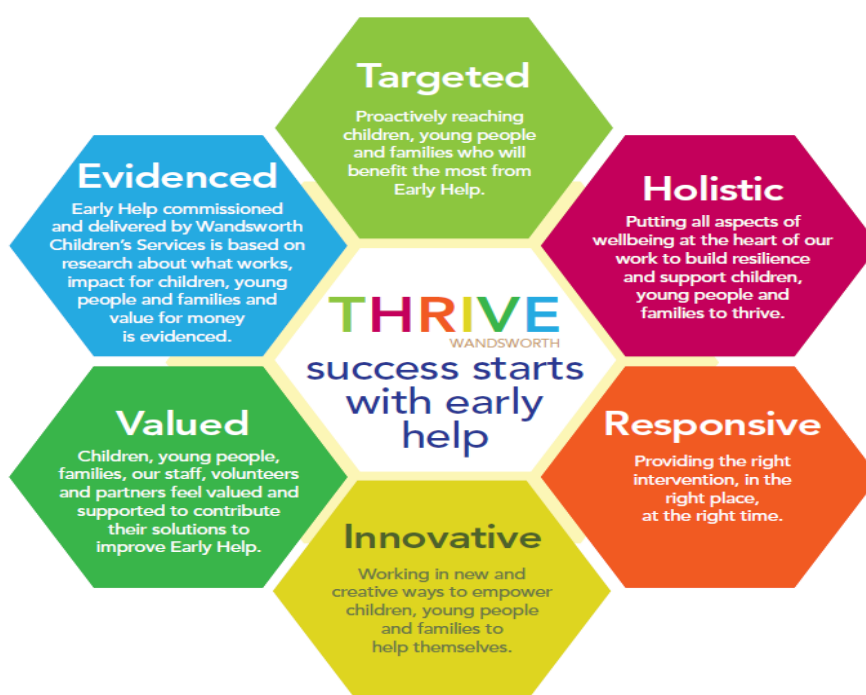 Targeted
Proactively reaching
children, young people
and families who will
benefit the most from
Early Help.
Holistic
Putting all aspects of
wellbeing at the heart of our
work to build resilience
and support children,
young people and
families to thrive.
Responsive
Providing the right
intervention, in the
right place,
at the right time.
Innovative
Working in new and
creative ways to empower
children, young people
and families to
help themselves.
Valued
Children, young people,
families, our staff, volunteers
and partners feel valued and
supported to contribute
their solutions to
improve Early Help.
Evidenced
Early Help commissioned
and delivered by Wandsworth
Children's Services is based on
research about what works,
impact for children, young
people and families and
value for money
is evidenced.
THRIVE
WANDSWORTH
success starts
with early
help